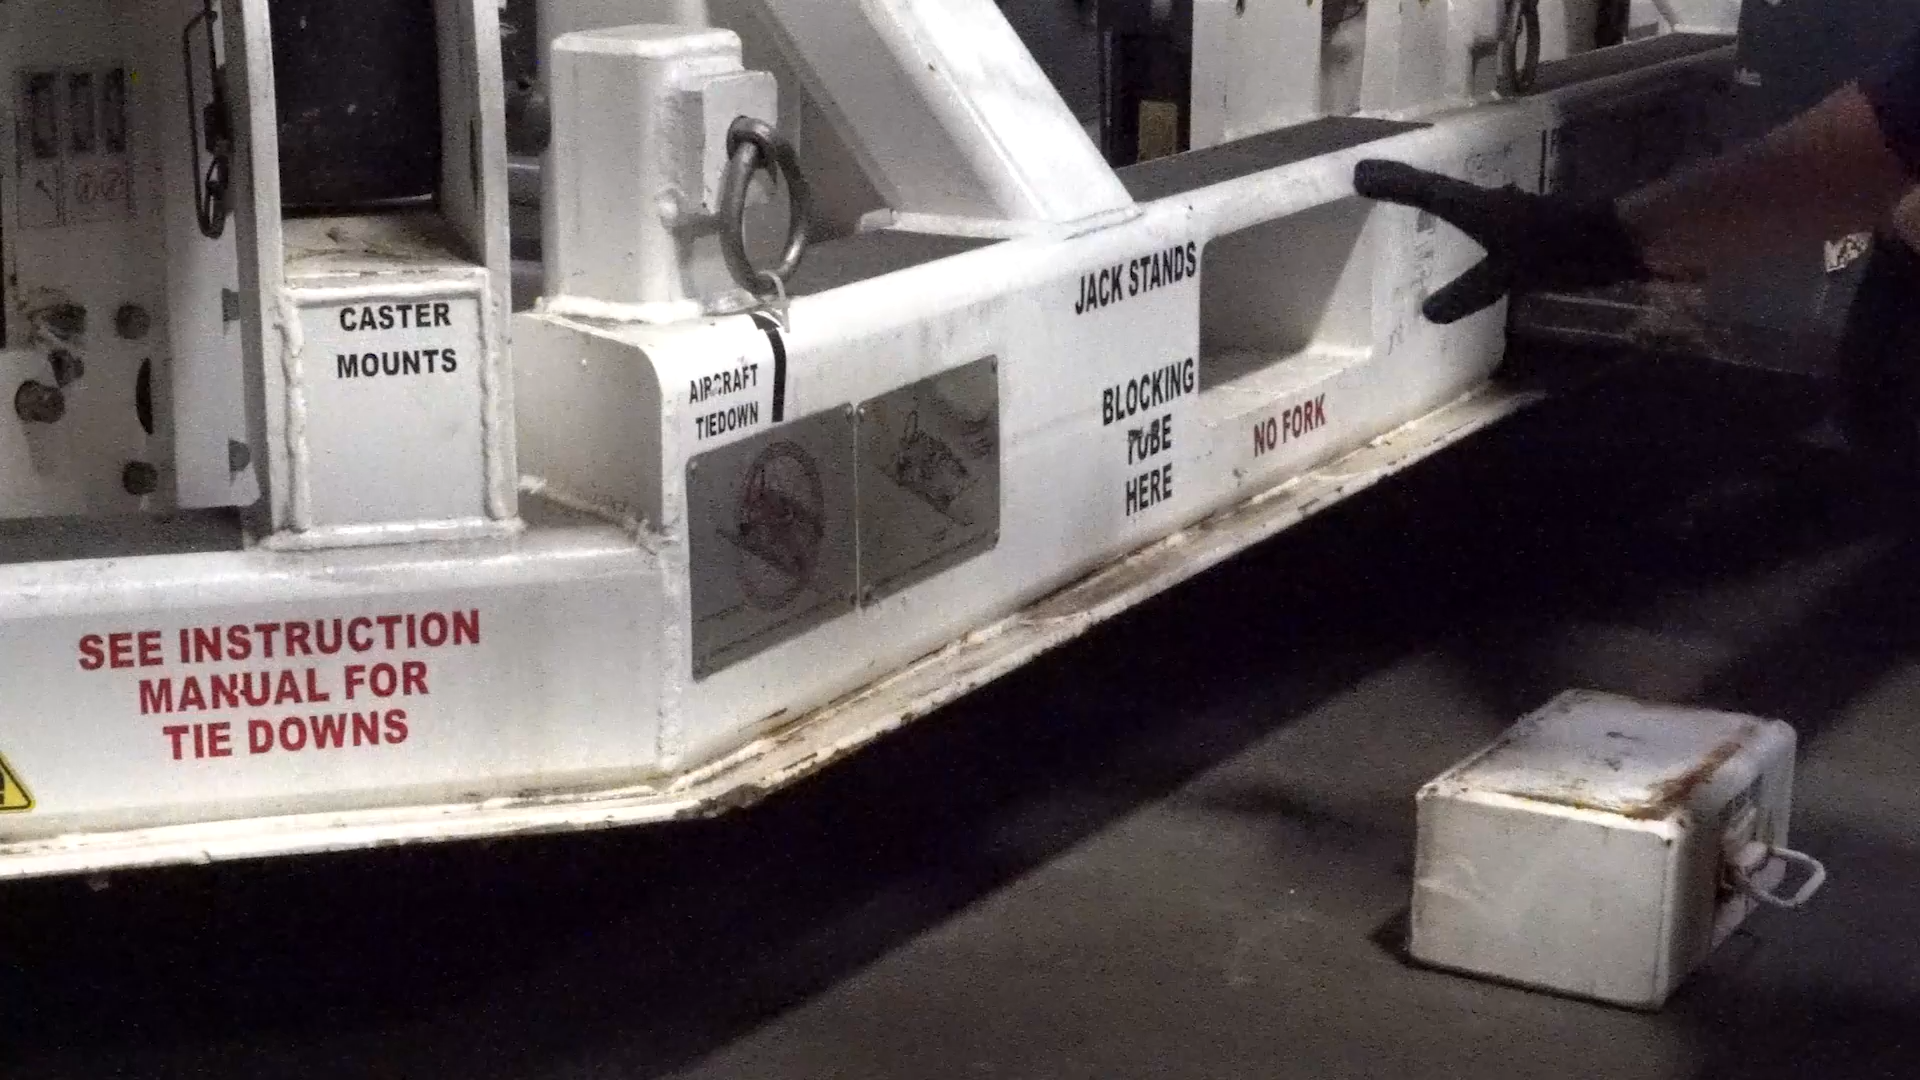 CASTER
MOUNTS
AIRCRAFT
TIEDOWN
JACK STANDS
BLOCKING
TUBE
HERE
NO FORK
SEE INSTRUCTION
MANUAL FOR
TIE DOWNS